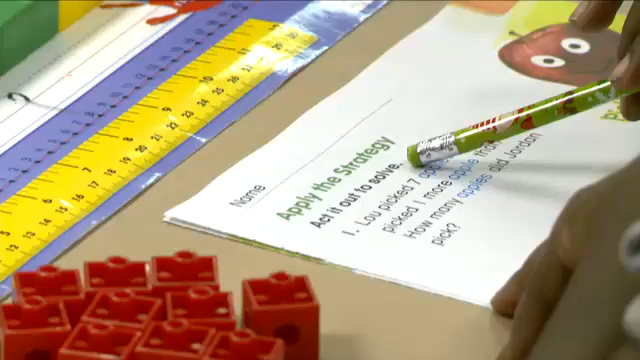 Name
Apply the Strategy
Act it out to solve.
1. Lou picked 7
picked 1 more apple than
How many apples did Jordan
pick?